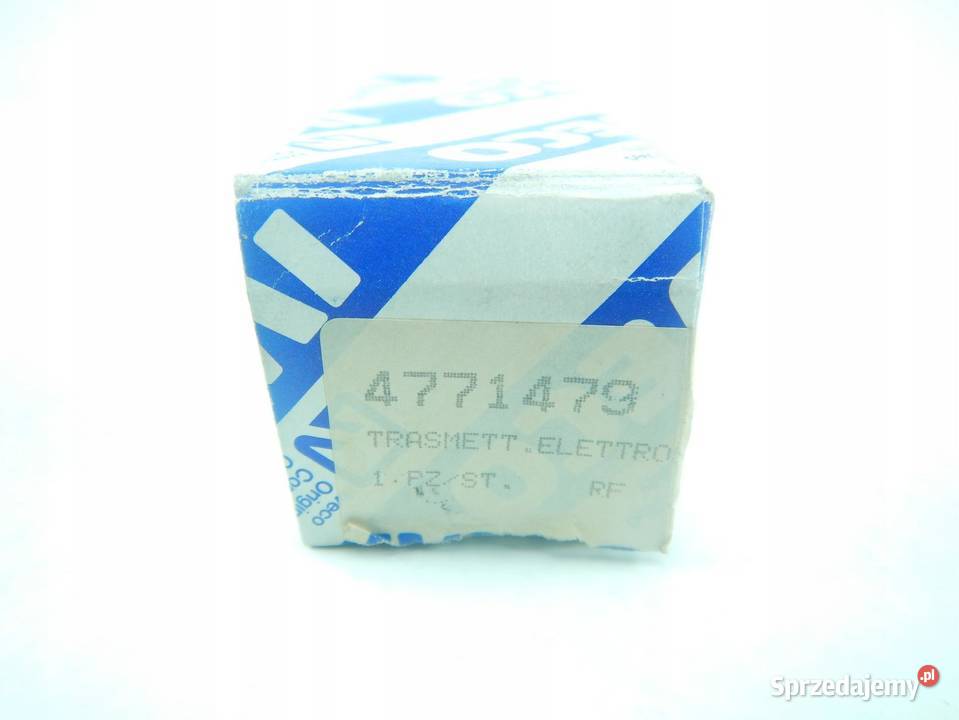 4771479
TRASMETT.ELETTRO
1 PZ/ST. RF
Sprzedajemy.pl